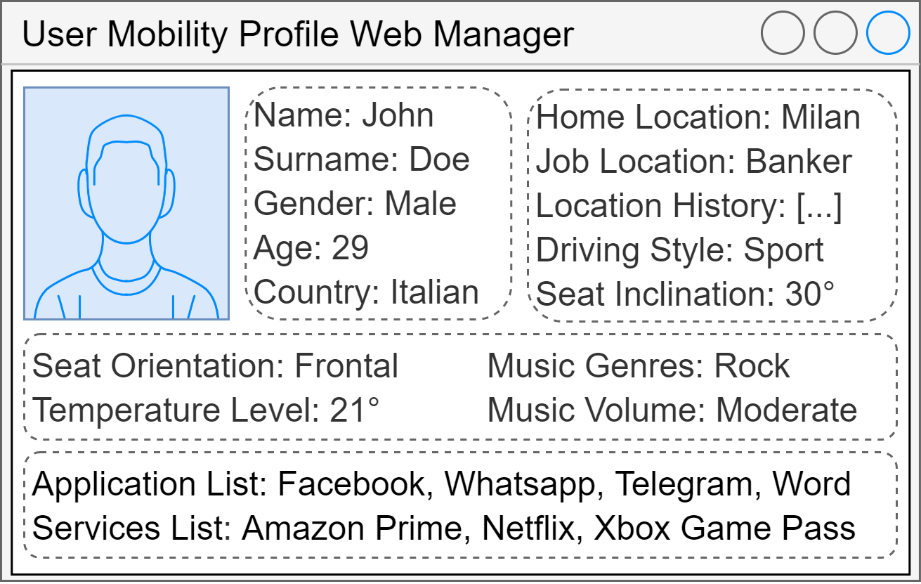 User Mobility Profile Web Manager
Name: John
Surname: Doe
Gender: Male
Age: 29
Country: Italian
Home Location: Milan
Job Location: Banker
Location History: [...]
Driving Style: Sport
Seat Inclination: 30°
Seat Orientation: Frontal
Temperature Level: 21°
Music Genres: Rock
Music Volume: Moderate
Application List: Facebook, Whatsapp, Telegram, Word
Services List: Amazon Prime, Netflix, Xbox Game Pass